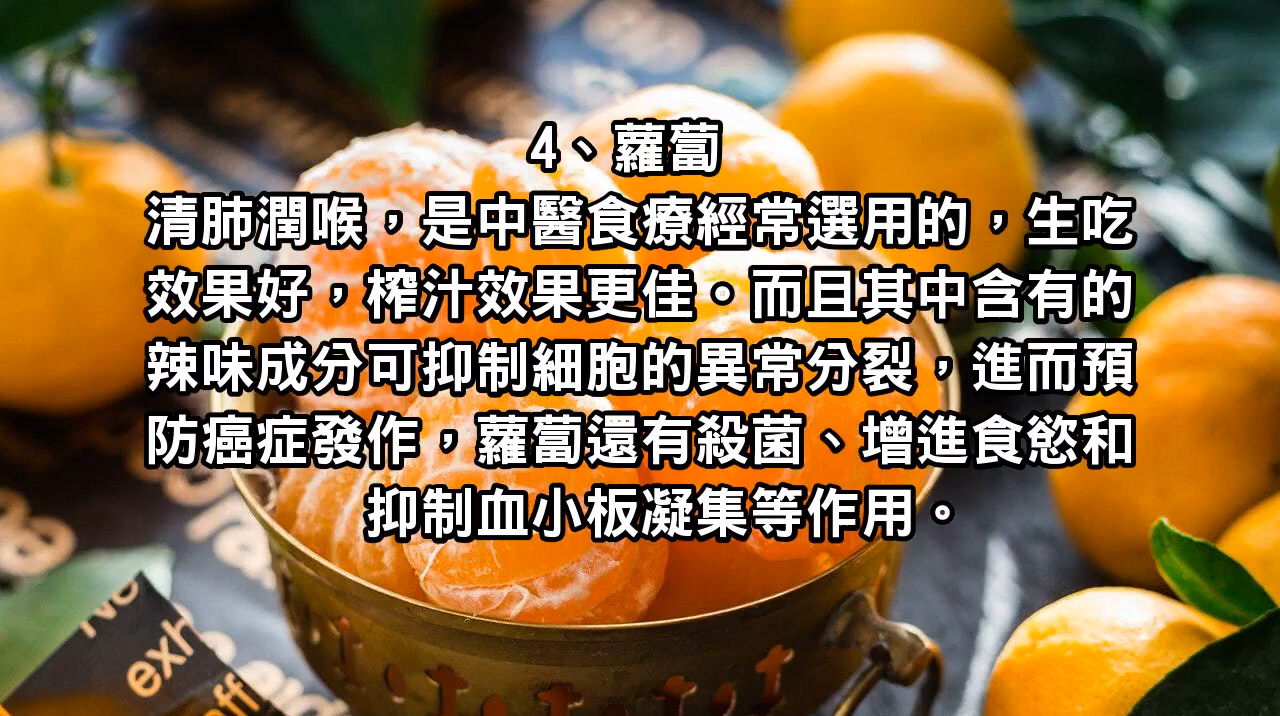 4、蘿蔔
清肺潤喉，是中醫食療經常選用的，生吃
效果好，榨汁效果更佳。而且其中含有的
辣味成分可抑制細胞的異常分裂，進而預
防癌症發作，蘿蔔還有殺菌、增進食慾和
抑制血小板凝集等作用。
exh